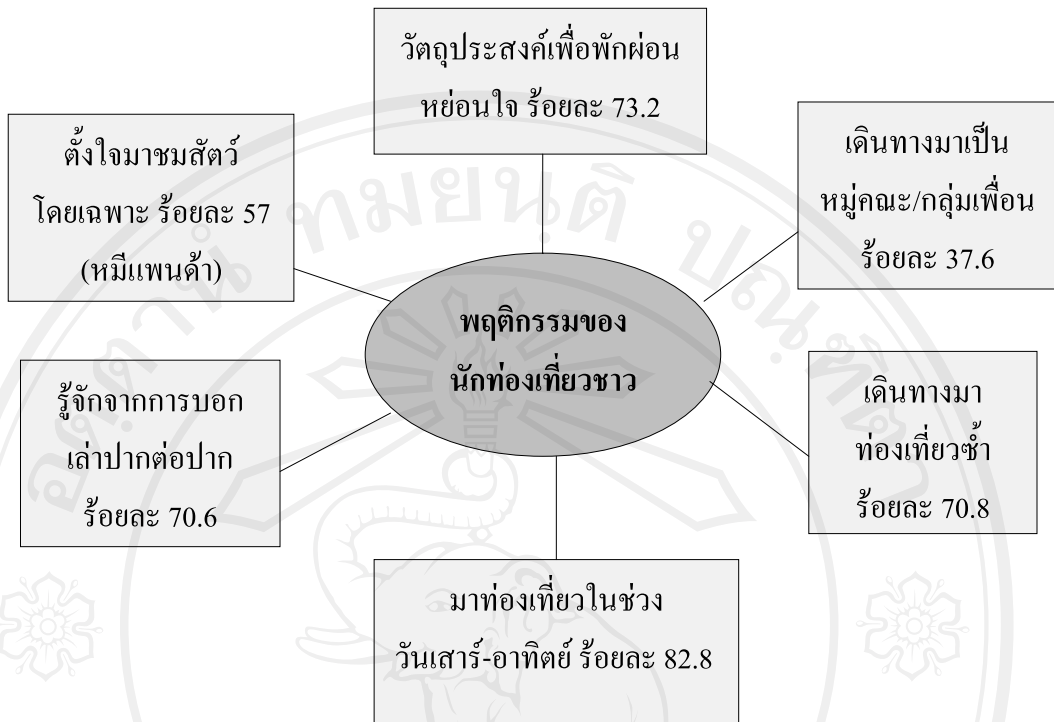 วัตถุประสงค์เพื่อพักผ่อน
หย่อนใจ ร้อยละ 73.2
ตั้งใจมาชมสัตว์
โดยเฉพาะ ร้อยละ 57
(หมีแพนด้า)
เดินทางมาเป็น
หมู่คณะ/กลุ่มเพื่อน
ร้อยละ 37.6
พฤติกรรมของ
นักท่องเที่ยวชาว
รู้จักจากการบอก
เล่าปากต่อปาก
ร้อยละ 70.6
เดินทางมา
ท่องเที่ยวซ้ำ
ร้อยละ 70.8
มาท่องเที่ยวในช่วง
วันเสาร์-อาทิตย์ ร้อยละ 82.8